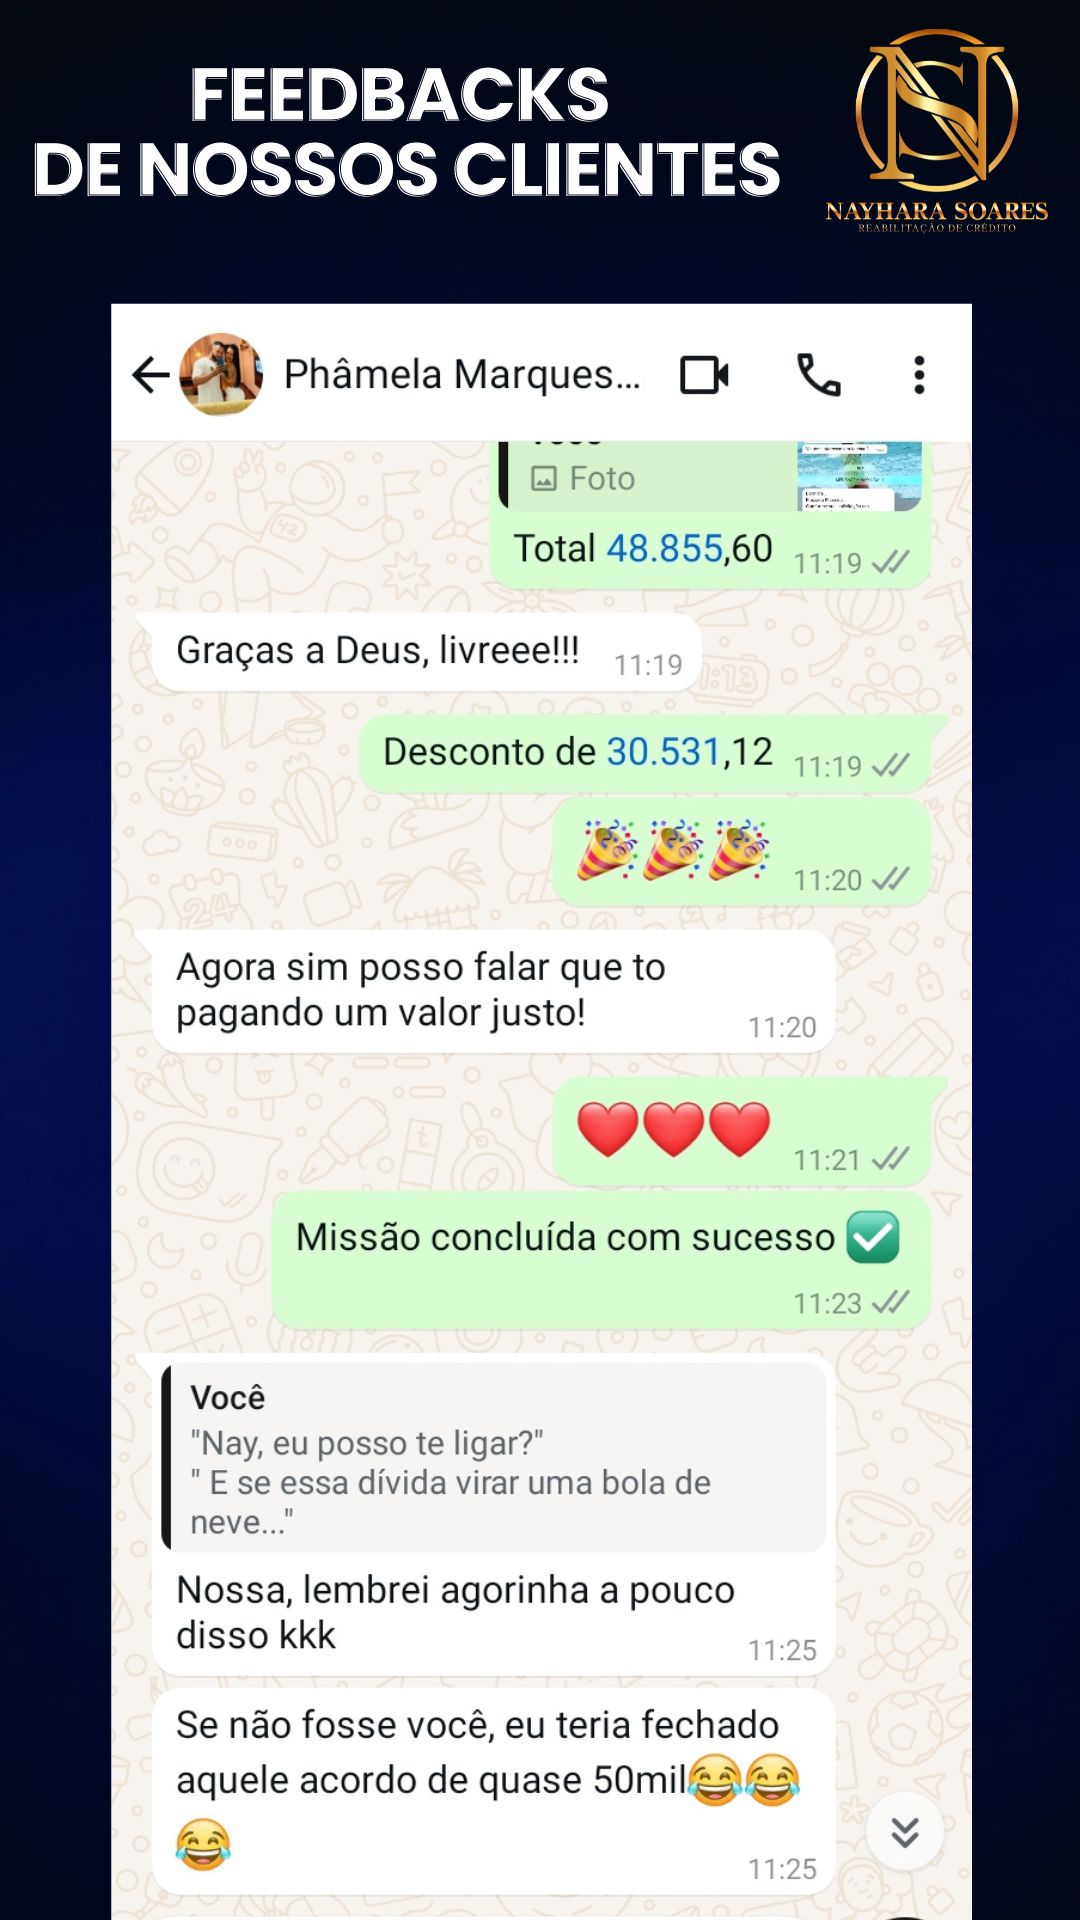 FEEDBACKS
DE NOSSOS CLIENTES
NAYHARA SOARES
REABILITAÇÃO DE CRÉDITO
Phâmela Marques...
Foto
Total 48.855,60 11:19
Graças a Deus, livreee!!! 11:19
Desconto de 30.531,12 11:19
🎉🎉🎉 11:20
Agora sim posso falar que to
pagando um valor justo! 11:20
❤️❤️❤️ 11:21
Missão concluída com sucesso ✅
11:23
Você
"Nay, eu posso te ligar?"
" E se essa dívida virar uma bola de
neve..."
Nossa, lembrei agorinha a pouco
disso kkk 11:25
Se não fosse você, eu teria fechado
aquele acordo de quase 50mil😂😂
😂 11:25